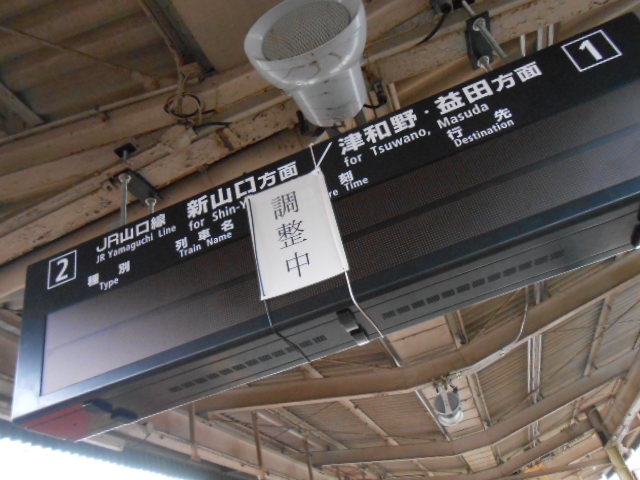 2
JR山口線
JR Yamaguchi Line
新山口方面
for Shin-
津和野・益田方面
for Tsuwano, Masuda
1
種別
Type
列車名
Train Name
刻
Time
行先
Destination
調整中